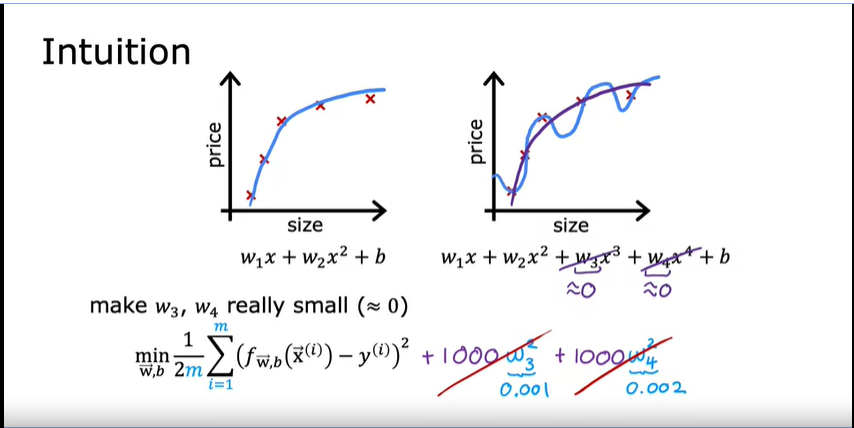 Intuition
price
size
price
size
w₁x + w₂x² + b
w₁x + w₂x² + w₃x³ + w₄x⁴ + b
≈0 ≈0
make w₃, w₄ really small (≈ 0)
min w⃗,b 1/2m ∑ i=1 m (f w⃗,b(x⃗⁽ⁱ⁾) − y⁽ⁱ⁾)² + 1000 w₃² + 1000 w₄²
0.001 0.002